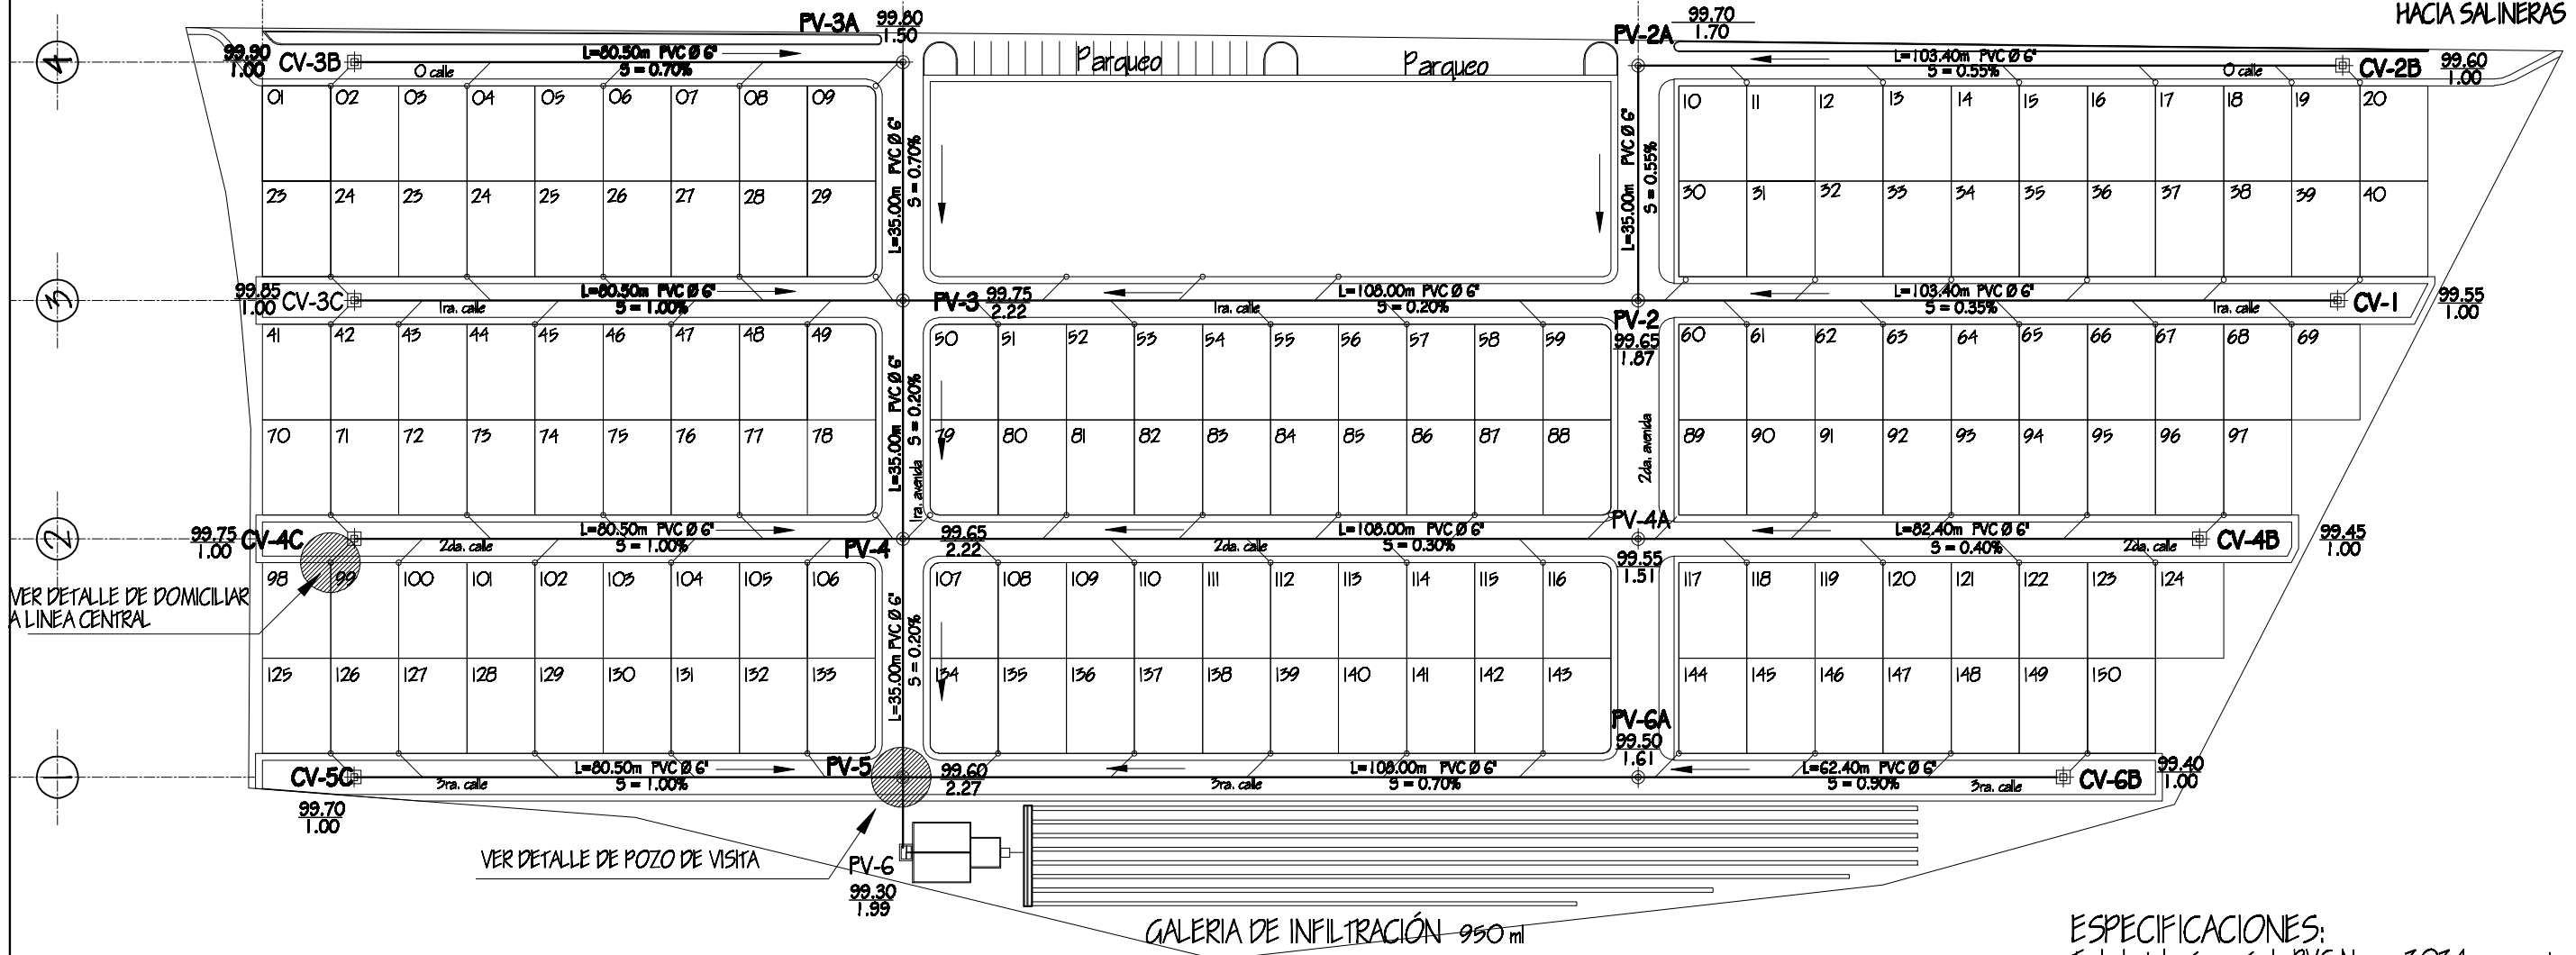 HACIA SALINERAS
4
99.90
1.00
CV-3B
L=80.50m PVC Ø 6"
S = 0.70%
0 calle
PV-3A
99.80
1.50
Parqueo
Parqueo
PV-2A
99.70
1.70
L=103.40m PVC Ø 6"
S = 0.55%
0 calle
CV-2B
99.60
1.00
01 02 03 04 05 06 07 08 09
10 11 12 13 14 15 16 17 18 19 20
L=35.00m PVC Ø 6"
S = 0.70%
L=35.00m PVC Ø 6"
S = 0.55%
23 24 23 24 25 26 27 28 29
30 31 32 33 34 35 36 37 38 39 40
3
99.85
1.00
CV-3C
1ra. calle
L=80.50m PVC Ø 6"
S = 1.00%
PV-3
99.75
2.22
1ra. calle
L=108.00m PVC Ø 6"
S = 0.20%
PV-2
99.65
1.87
L=103.40m PVC Ø 6"
S = 0.35%
1ra. calle
CV-1
99.55
1.00
41 42 43 44 45 46 47 48 49
50 51 52 53 54 55 56 57 58 59
60 61 62 63 64 65 66 67 68 69
L=35.00m PVC Ø 6"
1ra. avenida S = 0.20%
2da. avenida
70 71 72 73 74 75 76 77 78
79 80 81 82 83 84 85 86 87 88
89 90 91 92 93 94 95 96 97
2
99.75
1.00
CV-4C
2da. calle
L=80.50m PVC Ø 6"
S = 1.00%
PV-4
99.65
2.22
2da. calle
L=108.00m PVC Ø 6"
S = 0.30%
PV-4A
99.55
1.51
L=82.40m PVC Ø 6"
S = 0.40%
2da. calle
CV-4B
99.45
1.00
VER DETALLE DE DOMICILIAR
A LINEA CENTRAL
98 99 100 101 102 103 104 105 106
107 108 109 110 111 112 113 114 115 116
117 118 119 120 121 122 123 124
L=35.00m PVC Ø 6"
S = 0.20%
125 126 127 128 129 130 131 132 133
134 135 136 137 138 139 140 141 142 143
144 145 146 147 148 149 150
1
CV-5C
99.70
1.00
3ra. calle
L=80.50m PVC Ø 6"
S = 1.00%
PV-5
99.60
2.27
3ra. calle
L=108.00m PVC Ø 6"
S = 0.70%
PV-6A
99.50
1.61
L=62.40m PVC Ø 6"
S = 0.90%
3ra. calle
CV-6B
99.40
1.00
VER DETALLE DE POZO DE VISITA
PV-6
99.30
1.99
GALERIA DE INFILTRACIÓN 950 ml
ESPECIFICACIONES: